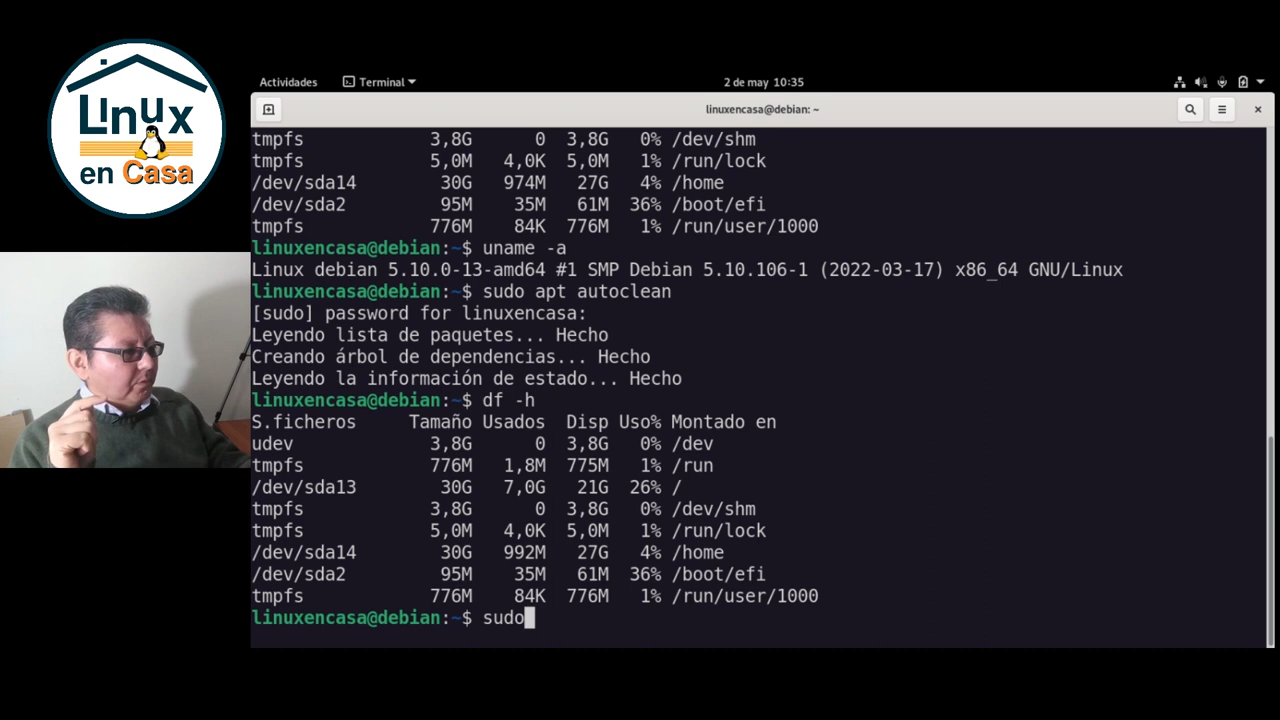 Linux
en Casa
Actividades Terminal 2 de may 10:35
linuxencasa@debian: ~
tmpfs 3,8G 0 3,8G 0% /dev/shm
tmpfs 5,0M 4,0K 5,0M 1% /run/lock
/dev/sda14 30G 974M 27G 4% /home
/dev/sda2 95M 35M 61M 36% /boot/efi
tmpfs 776M 84K 776M 1% /run/user/1000
linuxencasa@debian:~$ uname -a
Linux debian 5.10.0-13-amd64 #1 SMP Debian 5.10.106-1 (2022-03-17) x86_64 GNU/Linux
linuxencasa@debian:~$ sudo apt autoclean
[sudo] password for linuxencasa:
Leyendo lista de paquetes... Hecho
Creando árbol de dependencias... Hecho
Leyendo la información de estado... Hecho
linuxencasa@debian:~$ df -h
S.ficheros Tamaño Usados Disp Uso% Montado en
udev 3,8G 0 3,8G 0% /dev
tmpfs 776M 1,8M 775M 1% /run
/dev/sda13 30G 7,0G 21G 26% /
tmpfs 3,8G 0 3,8G 0% /dev/shm
tmpfs 5,0M 4,0K 5,0M 1% /run/lock
/dev/sda14 30G 992M 27G 4% /home
/dev/sda2 95M 35M 61M 36% /boot/efi
tmpfs 776M 84K 776M 1% /run/user/1000
linuxencasa@debian:~$ sudo